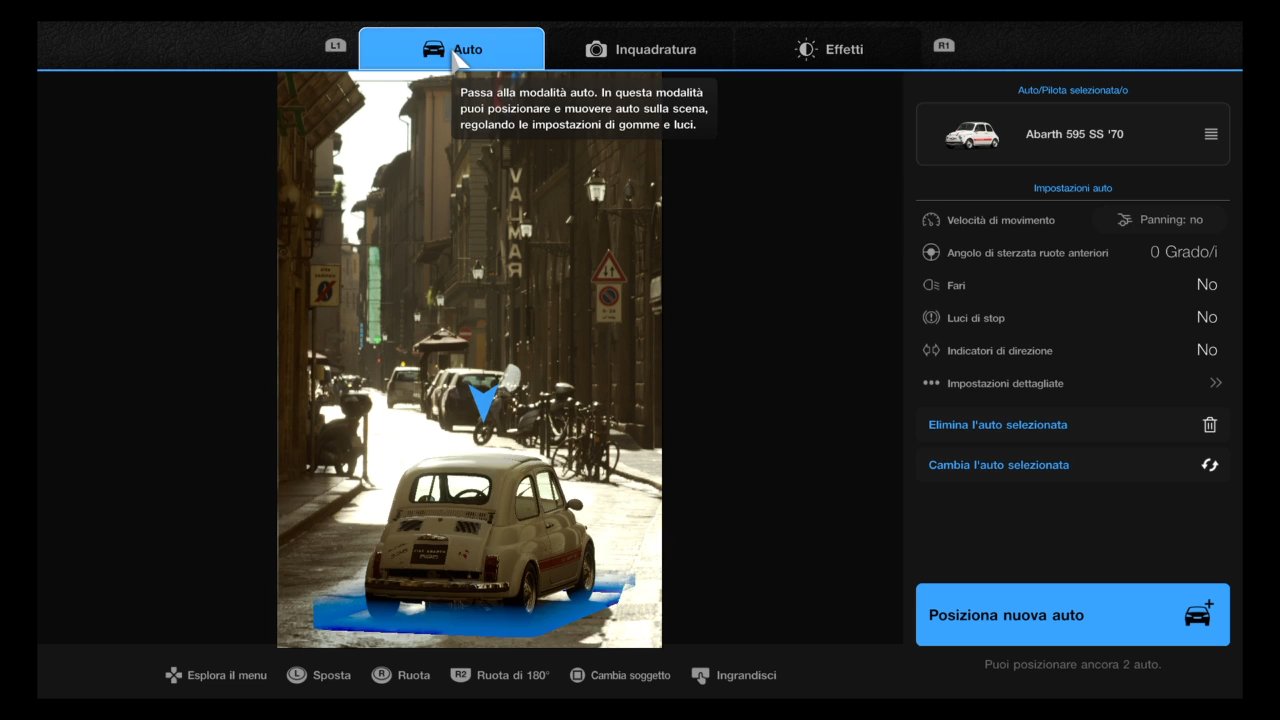 L1
Auto
Inquadratura
Effetti
R1
Passa alla modalità auto. In questa modalità
puoi posizionare e muovere auto sulla scena,
regolando le impostazioni di gomme e luci.
VALMAR
Auto/Pilota selezionata/o
Abarth 595 SS '70
Impostazioni auto
Velocità di movimento
Panning: no
Angolo di sterzata ruote anteriori
0 Grado/i
Fari
No
Luci di stop
No
Indicatori di direzione
No
Impostazioni dettagliate
Elimina l'auto selezionata
Cambia l'auto selezionata
Posiziona nuova auto
Puoi posizionare ancora 2 auto.
Esplora il menu
L
Sposta
R
Ruota
R2
Ruota di 180°
Cambia soggetto
Ingrandisci